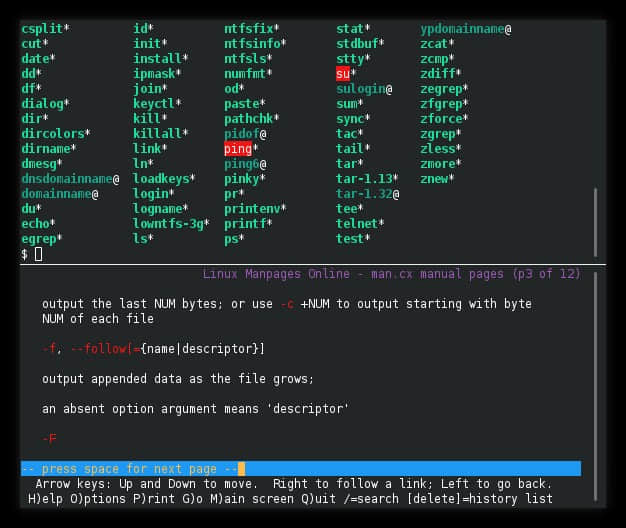 csplit* id* ntfsfix* stat* ypdomainname@
cut* init* ntfsinfo* stdbuf* zcat*
date* install* ntfsls* stty* zcmp*
dd* ipmask* numfmt* su* zdiff*
df* join* od* sulogin@ zegrep*
dialog* keyctl* paste* sum* zfgrep*
dir* kill* pathchk* sync* zforce*
dircolors* killall* pidof@ tac* zgrep*
dirname* link* ping* tail* zless*
dmesg* ln* ping6@ tar* zmore*
dnsdomainname@ loadkeys* pinky* tar-1.13* znew*
domainname@ login* pr* tar-1.32@
du* logname* printenv* tee*
echo* lowntfs-3g* printf* telnet*
egrep* ls* ps* test*
$
Linux Manpages Online - man.cx manual pages (p3 of 12)
output the last NUM bytes; or use -c +NUM to output starting with byte
NUM of each file
-f, --follow[={name|descriptor}]
output appended data as the file grows;
an absent option argument means 'descriptor'
-F
-- press space for next page --
Arrow keys: Up and Down to move.  Right to follow a link; Left to go back.
H)elp O)ptions P)rint G)o M)ain screen Q)uit /=search [delete]=history list